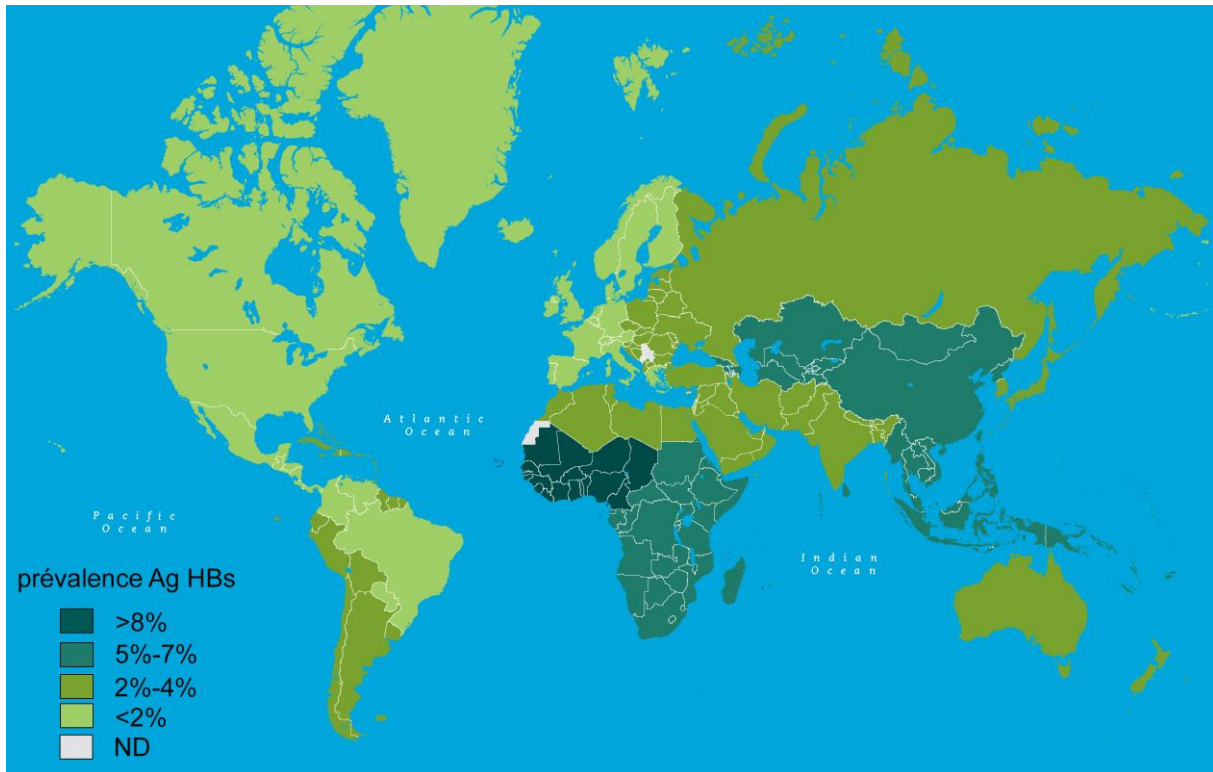 Atlantic
Ocean
Pacific
Ocean
Indian
Ocean
prévalence Ag HBs
>8%
5%-7%
2%-4%
<2%
ND